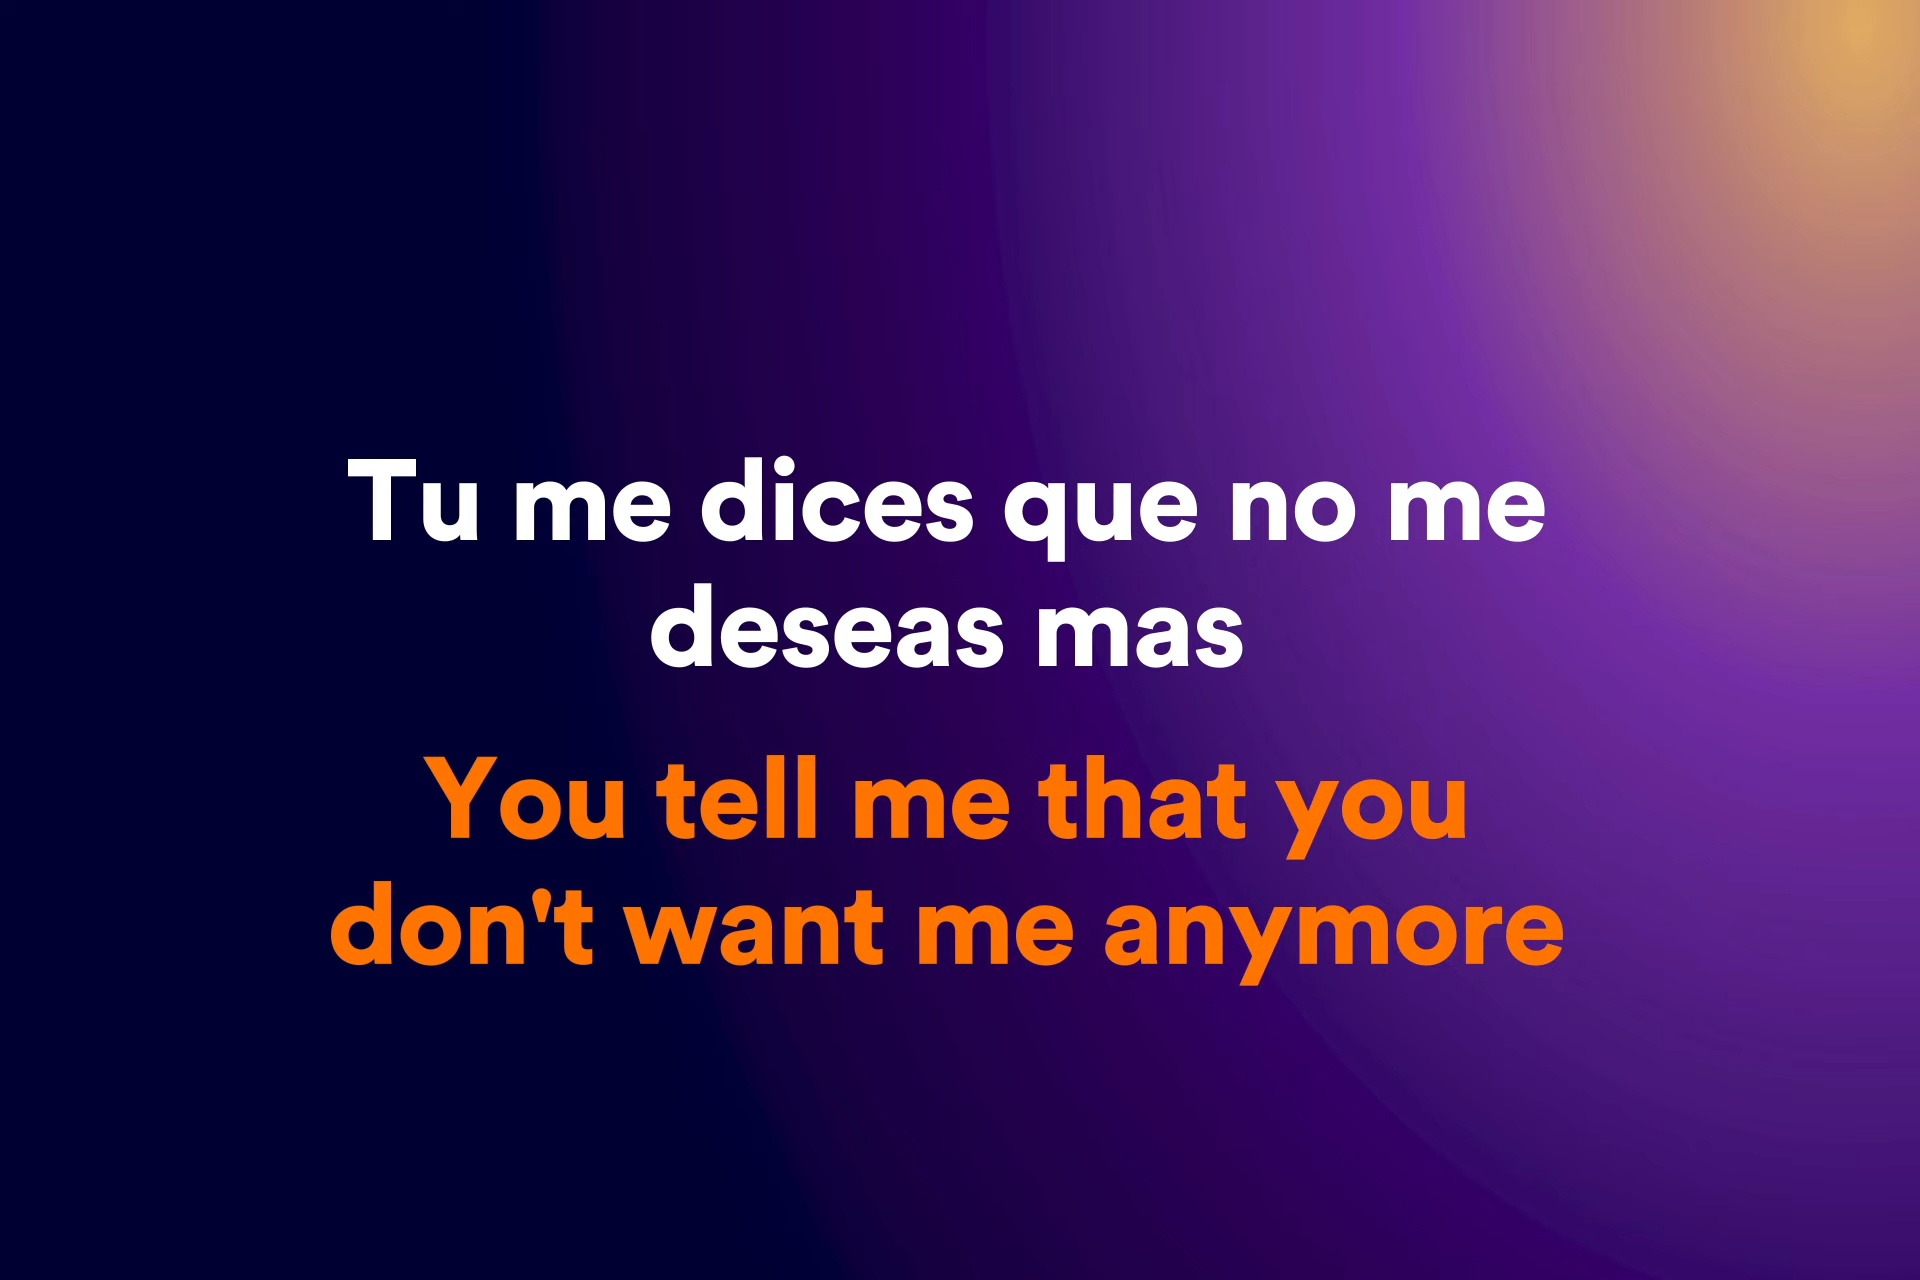 Tu me dices que no me
deseas mas
You tell me that you
don't want me anymore